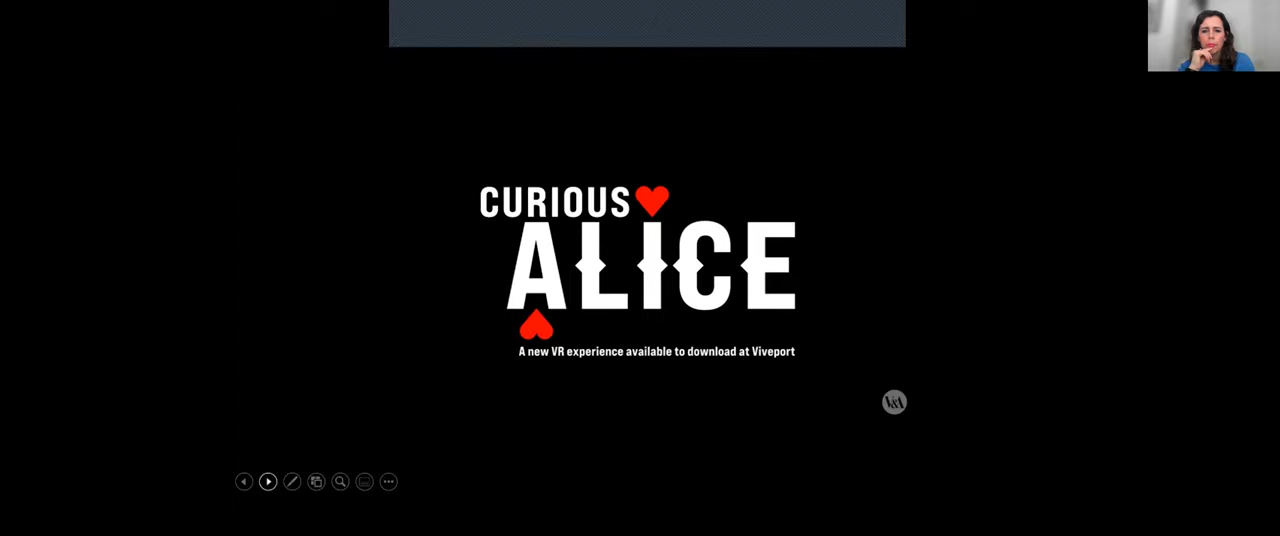 CURIOUS
ALICE
A new VR experience available to download at Viveport
V&A